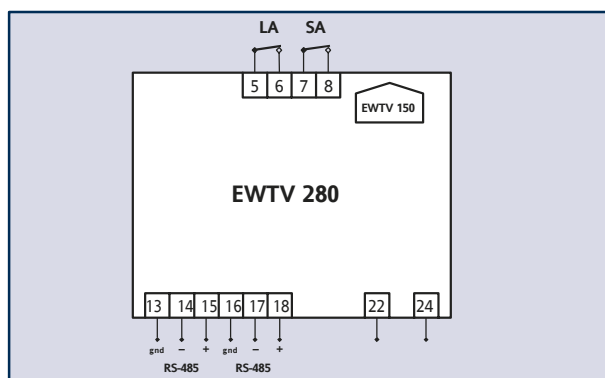 LA SA
5 6 7 8
EWTV 150
EWTV 280
13 14 15 16 17 18 22 24
gnd – + gnd – +
RS-485 RS-485